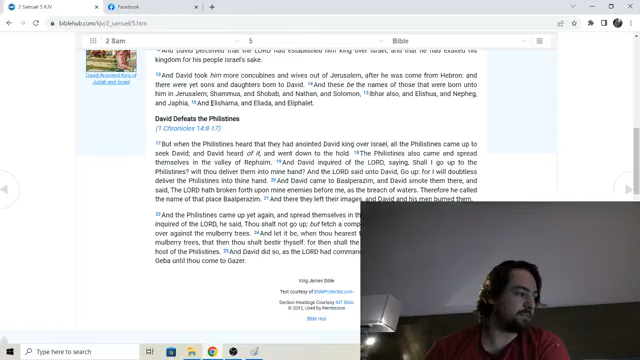 2 Samuel 5 KJV
Facebook
biblehub.com/kjv/2_samuel/5.htm
2 Sam
5
Bible
David Anointed King of
Judah and Israel
And David perceived that the LORD had established him king over Israel, and that he had exalted his
kingdom for his people Israel's sake.
13 And David took him more concubines and wives out of Jerusalem, after he was come from Hebron: and
there were yet sons and daughters born to David. 14 And these be the names of those that were born unto
him in Jerusalem; Shammua, and Shobab, and Nathan, and Solomon, 15 Ibhar also, and Elishua, and Nepheg,
and Japhia, 16 And Elishama, and Eliada, and Eliphalet.
David Defeats the Philistines
(1 Chronicles 14:8-17)
17 But when the Philistines heard that they had anointed David king over Israel, all the Philistines came up to
seek David; and David heard of it, and went down to the hold. 18 The Philistines also came and spread
themselves in the valley of Rephaim. 19 And David inquired of the LORD, saying, Shall I go up to the
Philistines? wilt thou deliver them into mine hand? And the LORD said unto David, Go up: for I will doubtless
deliver the Philistines into thine hand. 20 And David came to Baalperazim, and David smote them there, and
said, The LORD hath broken forth upon mine enemies before me, as the breach of waters. Therefore he called
the name of that place Baalperazim. 21 And there they left their images, and David and his men burned them.
22 And the Philistines came up yet again, and spread themselves in the
inquired of the LORD, he said, Thou shalt not go up; but fetch a
over against the mulberry trees. 24 And let it be, when thou hearest
mulberry trees, that then thou shalt bestir thyself: for then shall the
host of the Philistines. 25 And David did so, as the LORD had
Geba until thou come to Gazer.
King James Bible
Text courtesy of BibleProtector.com
Section Headings Courtesy INT Bible
© 2012, Used by Permission
Bible Hub
Type here to search